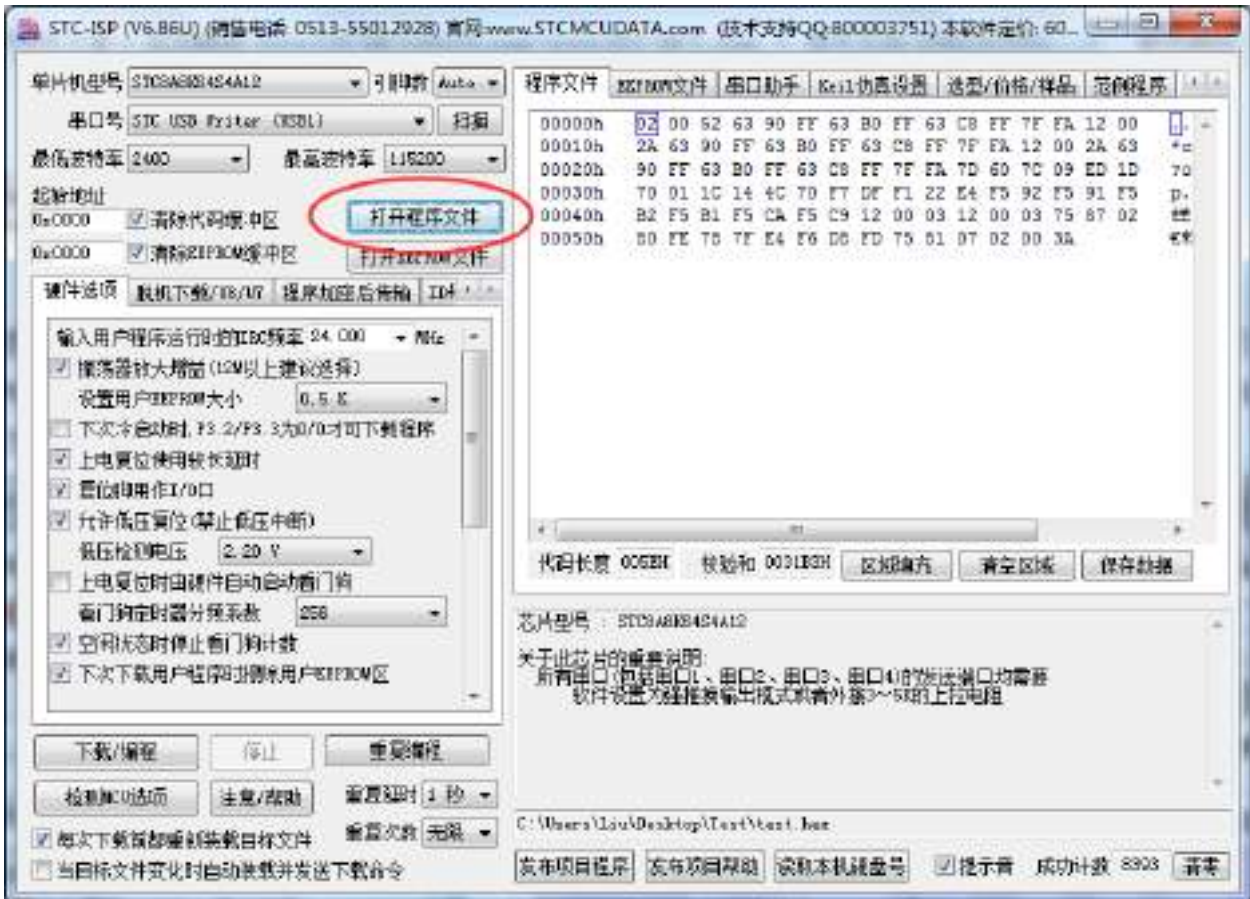 STC-ISP (V6.86U) (销售电话: 0513-55012928) 官网:www.STCMCUDATA.com (技术支持QQ:800003751) 本软件定价: 60...
单片机型号 STC8A8K64S4A12 引脚数 Auto
串口号 STC USB Writer (USB1) 扫描
最低波特率 2400 最高波特率 115200
起始地址
0x0000 清除代码缓冲区 打开程序文件
0x0000 清除EEPROM缓冲区 打开EEPROM文件
硬件选项 脱机下载/U8/U7 程序加密后传输
输入用户程序运行时的IRC频率 24.000 MHz
振荡器放大增益(12M以上建议选择)
设置用户EEPROM大小 0.5 K
下次冷启动时,P3.2/P3.3为0/0才可下载程序
上电复位使用较长延时
复位脚用作I/O口
允许低压复位(禁止低压中断)
低压检测电压 2.20 V
上电复位时由硬件自动启动看门狗
看门狗定时器分频系数 256
空闲状态时停止看门狗计数
下次下载用户程序时擦除用户EEPROM区
下载/编程 停止 重复编程
检测MCU选项 注意/帮助 重复延时 1 秒
每次下载前都重新装载目标文件 重复次数 无限
当目标文件变化时自动装载并发送下载命令
程序文件 EEPROM文件 串口助手 Keil仿真设置 选型/价格/样品 范例程序
00000h 02 00 52 63 90 FF 63 B0 FF 63 C8 FF 7F FA 12 00
00010h 2A 63 90 FF 63 B0 FF 63 C8 FF 7F FA 12 00 2A 63
00020h 90 FF 63 B0 FF 63 C8 FF 7F FA 7D 60 7C 09 ED 1D
00030h 70 01 1C 14 4C 70 F7 DF F1 22 E4 F5 92 F5 91 F5
00040h B2 F5 B1 F5 CA F5 C9 12 00 03 12 00 03 75 87 02
00050h 80 FE 78 7F E4 F6 D8 FD 75 81 07 02 00 3A
代码长度 005EH 校验和 区域填充 清空区域 保存数据
芯片型号 : STC8A8K64S4A12
关于此芯片的重要说明:
所有串口(包括串口1、串口2、串口3、串口4)的发送端口均需要
软件设置为强推挽输出模式或者外接3~5K的上拉电阻
C:\Users\Liu\Desktop\Test\test.hex
发布项目程序 发布项目帮助 读取本机硬盘号 提示音 成功计数 8393 清零